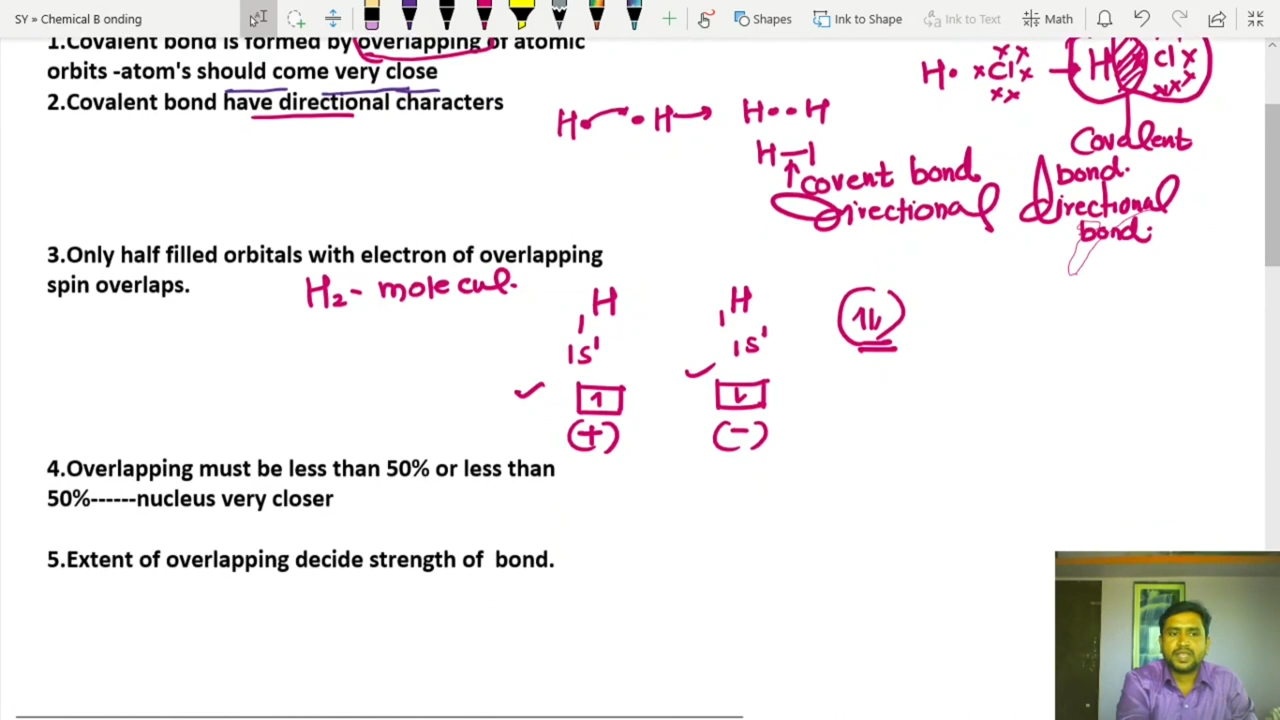 SY » Chemical B onding
Shapes
Ink to Shape
Ink to Text
Math
1.Covalent bond is formed by overlapping of atomic
orbits -atom's should come very close
2.Covalent bond have directional characters
H• •H → H••H
H–
covent bond
Directional
H• ×Cl → H Cl
Covalent
bond.
Directional
bond.
3.Only half filled orbitals with electron of overlapping
spin overlaps.
H2- molecul.
H H
1s1 1s1
1 1 1
(+) (-)
4.Overlapping must be less than 50% or less than
50%------nucleus very closer
5.Extent of overlapping decide strength of bond.